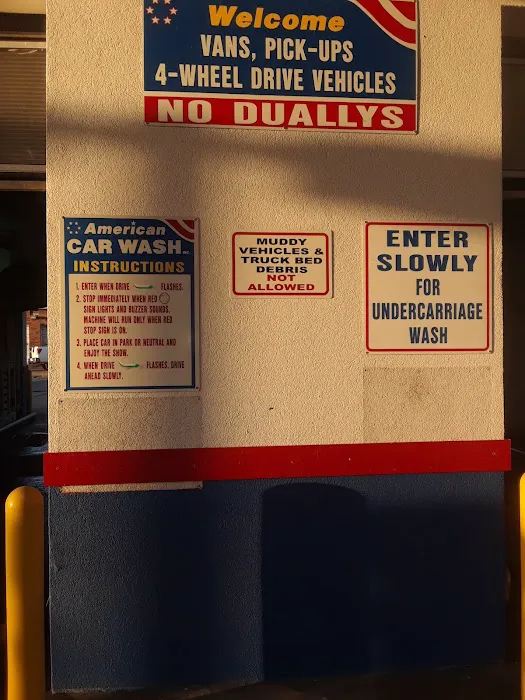 Welcome
VANS, PICK-UPS
4-WHEEL DRIVE VEHICLES
NO DUALLYS
American
CAR WASH
INSTRUCTIONS
1. ENTER WHEN DRIVE FLASHES.
2. STOP IMMEDIATELY WHEN RED
SIGN LIGHTS AND BUZZER SOUNDS.
MACHINE WILL RUN ONLY WHEN RED
STOP SIGN IS ON.
3. PLACE CAR IN PARK OR NEUTRAL AND
ENJOY THE SHOW.
4. WHEN DRIVE FLASHES, DRIVE
AHEAD SLOWLY.
MUDDY
VEHICLES &
TRUCK BED
DEBRIS
NOT
ALLOWED
ENTER
SLOWLY
FOR
UNDERCARRIAGE
WASH